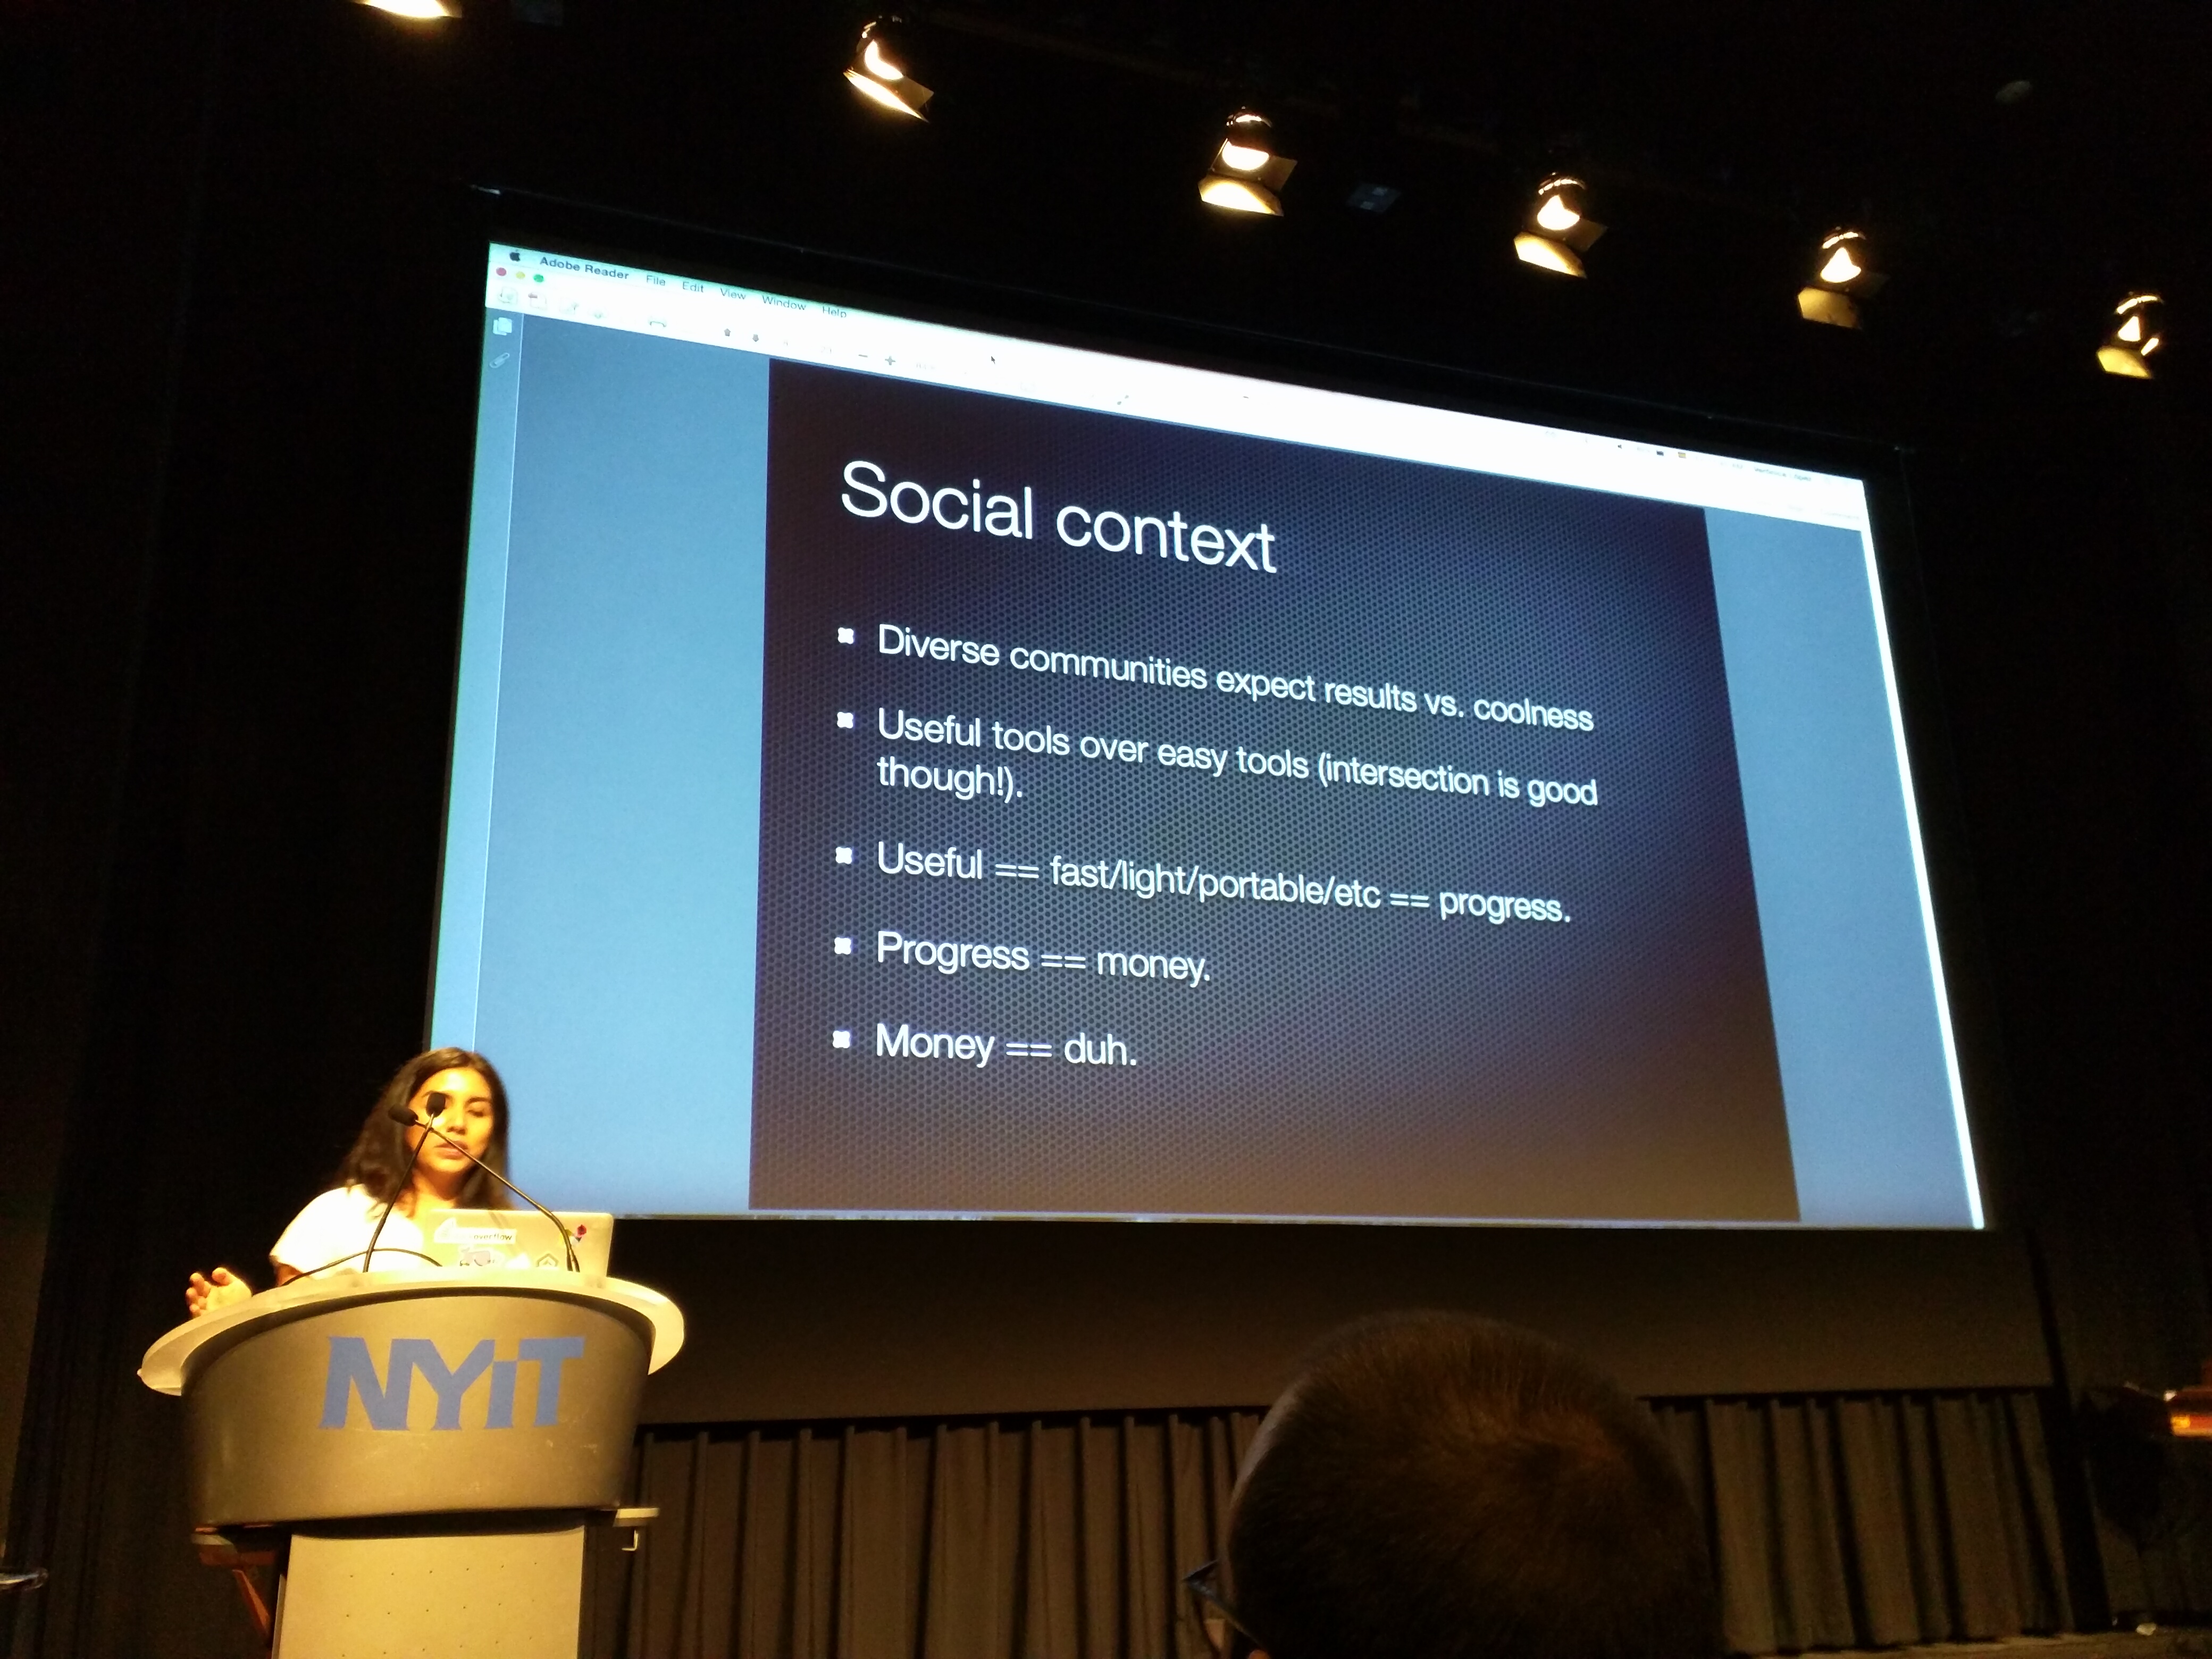 Adobe Reader File Edit View Window Help
Social context
Diverse communities expect results vs. coolness
Useful tools over easy tools (intersection is good
though!).
Useful == fast/light/portable/etc == progress.
Progress == money.
Money == duh.
overflow
NYiT